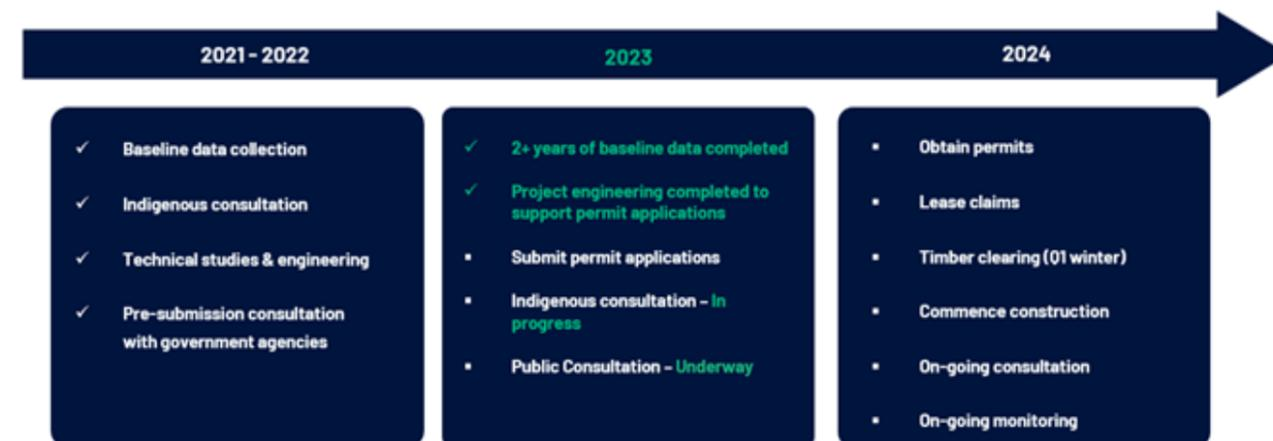 2021 - 2022
2023
2024
✓ Baseline data collection
✓ Indigenous consultation
✓ Technical studies & engineering
✓ Pre-submission consultation
with government agencies
✓ 2+ years of baseline data completed
✓ Project engineering completed to
support permit applications
▪ Submit permit applications
▪ Indigenous consultation – In
progress
▪ Public Consultation – Underway
▪ Obtain permits
▪ Lease claims
▪ Timber clearing (Q1 winter)
▪ Commence construction
▪ On-going consultation
▪ On-going monitoring